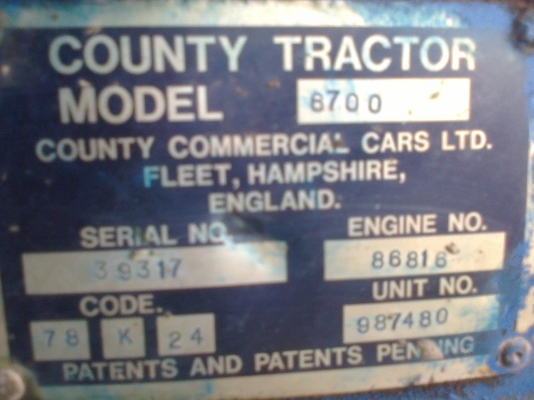 COUNTY TRACTOR
MODEL 6700
COUNTY COMMERCIAL CARS LTD.
FLEET, HAMPSHIRE,
ENGLAND.
SERIAL NO. ENGINE NO.
39317 86816
CODE. UNIT NO.
78 K 24 987480
PATENTS AND PATENTS PENDING